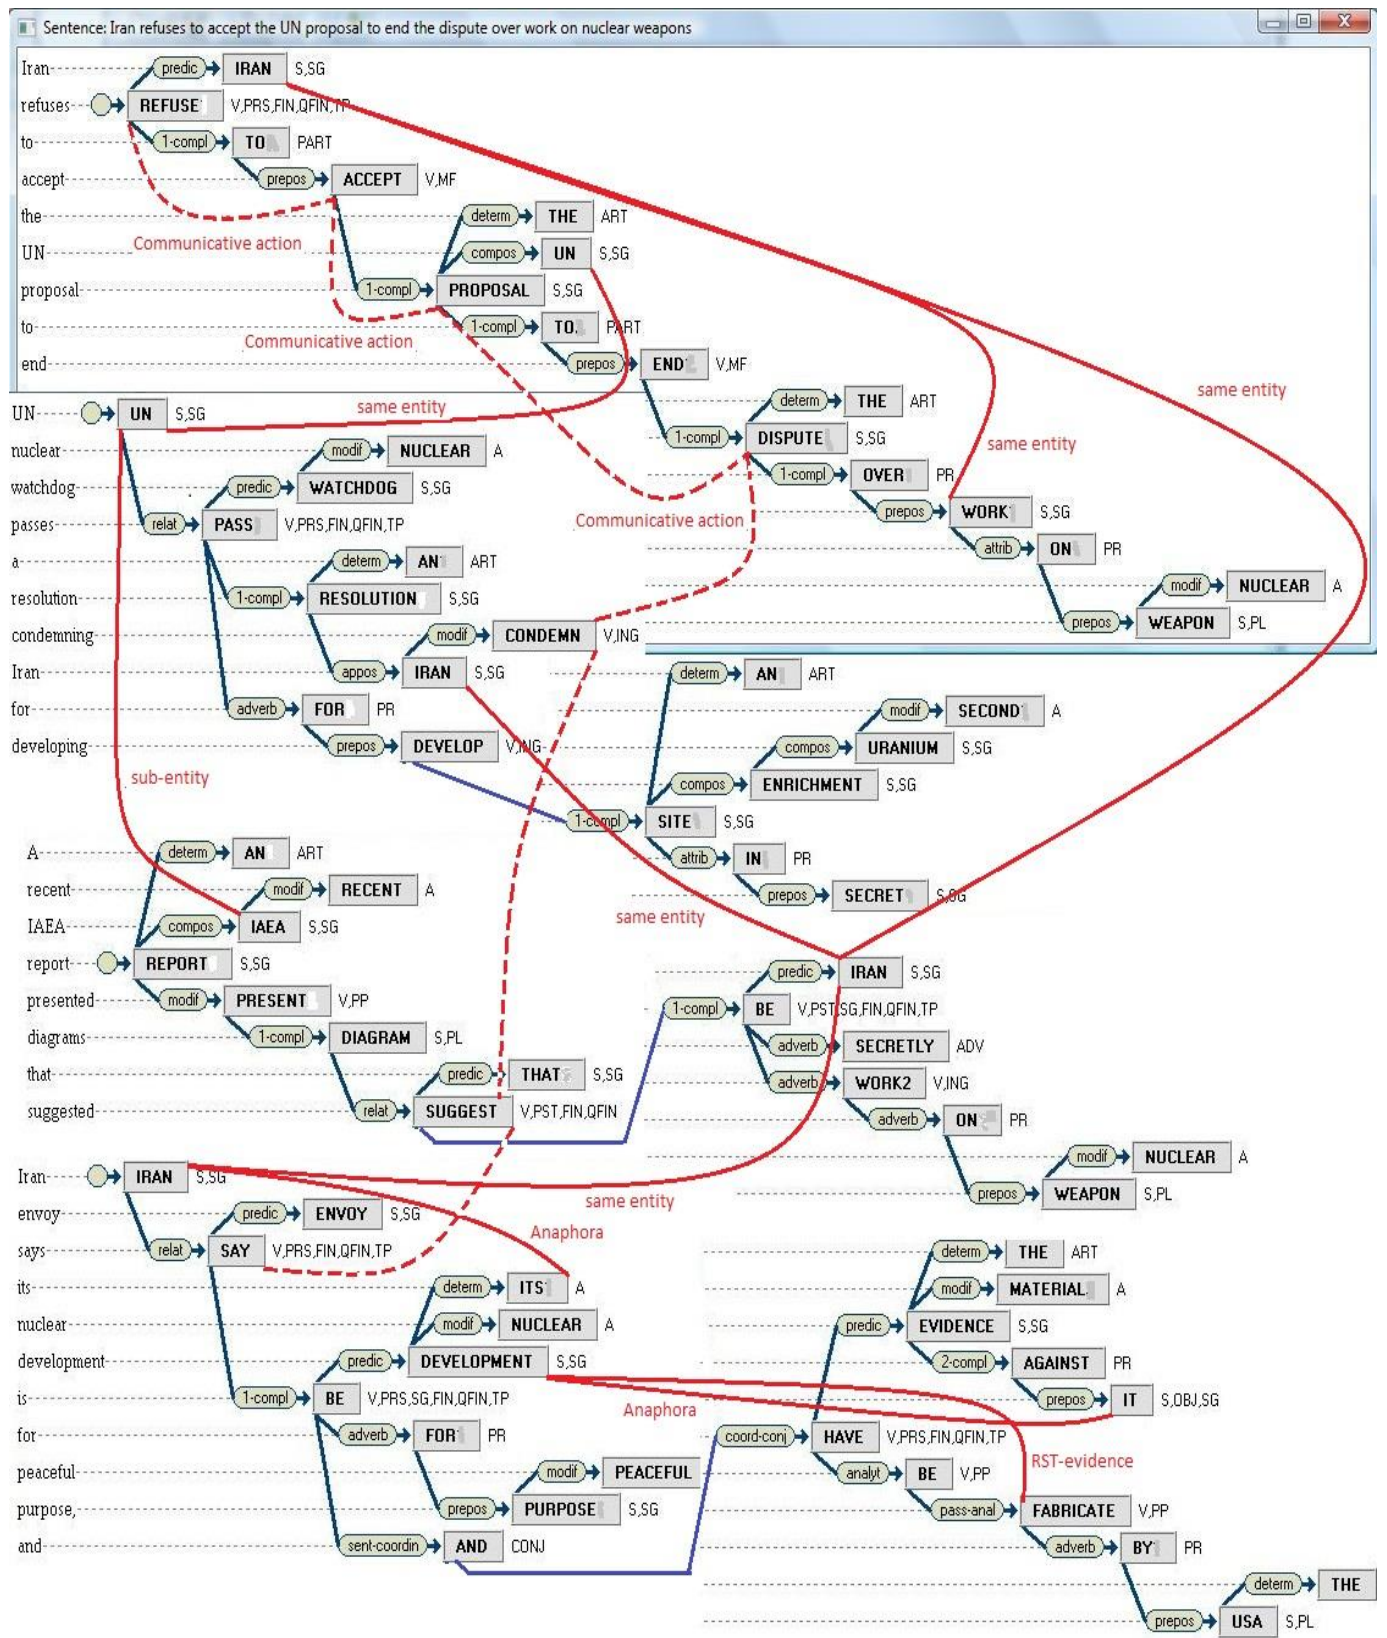 Sentence: Iran refuses to accept the UN proposal to end the dispute over work on nuclear weapons
Iran predic IRAN S,SG
refuses REFUSE V,PRS,FIN,QFIN,TP
to 1-compl TO PART
accept prepos ACCEPT V,MF
the determ THE ART
Communicative action
UN compos UN S,SG
proposal 1-compl PROPOSAL S,SG
to 1-compl TO PART
Communicative action
end prepos END V,MF
same entity
determ THE ART
UN UN S,SG same entity
1-compl DISPUTE S,SG same entity
nuclear modif NUCLEAR A
1-compl OVER PR
watchdog predic WATCHDOG S,SG
prepos WORK S,SG
passes relat PASS V,PRS,FIN,QFIN,TP Communicative action
attrib ON PR
a determ AN ART
modif NUCLEAR A
resolution 1-compl RESOLUTION S,SG
prepos WEAPON S,PL
condemning modif CONDEMN V,ING
Iran appos IRAN S,SG
determ AN ART
for adverb FOR PR
modif SECOND A
developing prepos DEVELOP V,ING
compos URANIUM S,SG
sub-entity
compos ENRICHMENT S,SG
1-compl SITE S,SG
A determ AN ART
attrib IN PR
recent modif RECENT A
prepos SECRET S,SG
IAEA compos IAEA S,SG
same entity
report REPORT S,SG
predic IRAN S,SG
presented modif PRESENT V,PP
1-compl BE V,PST,SG,FIN,QFIN,TP
diagrams 1-compl DIAGRAM S,PL
adverb SECRETLY ADV
that predic THAT S,SG
adverb WORK2 V,ING
suggested relat SUGGEST V,PST,FIN,QFIN
adverb ON PR
modif NUCLEAR A
Iran IRAN S,SG
prepos WEAPON S,PL
same entity
envoy predic ENVOY S,SG
Anaphora
says relat SAY V,PRS,FIN,QFIN,TP
determ THE ART
its determ ITS A
modif MATERIAL A
nuclear modif NUCLEAR A
predic EVIDENCE S,SG
development predic DEVELOPMENT S,SG
2-compl AGAINST PR
is 1-compl BE V,PRS,SG,FIN,QFIN,TP
prepos IT S,OBJ,SG
Anaphora
for adverb FOR PR
coord-conj HAVE V,PRS,FIN,QFIN,TP
RST-evidence
peaceful modif PEACEFUL
analyt BE V,PP
purpose, prepos PURPOSE S,SG
pass-anal FABRICATE V,PP
and sent-coordin AND CONJ
adverb BY PR
determ THE
prepos USA S,PL